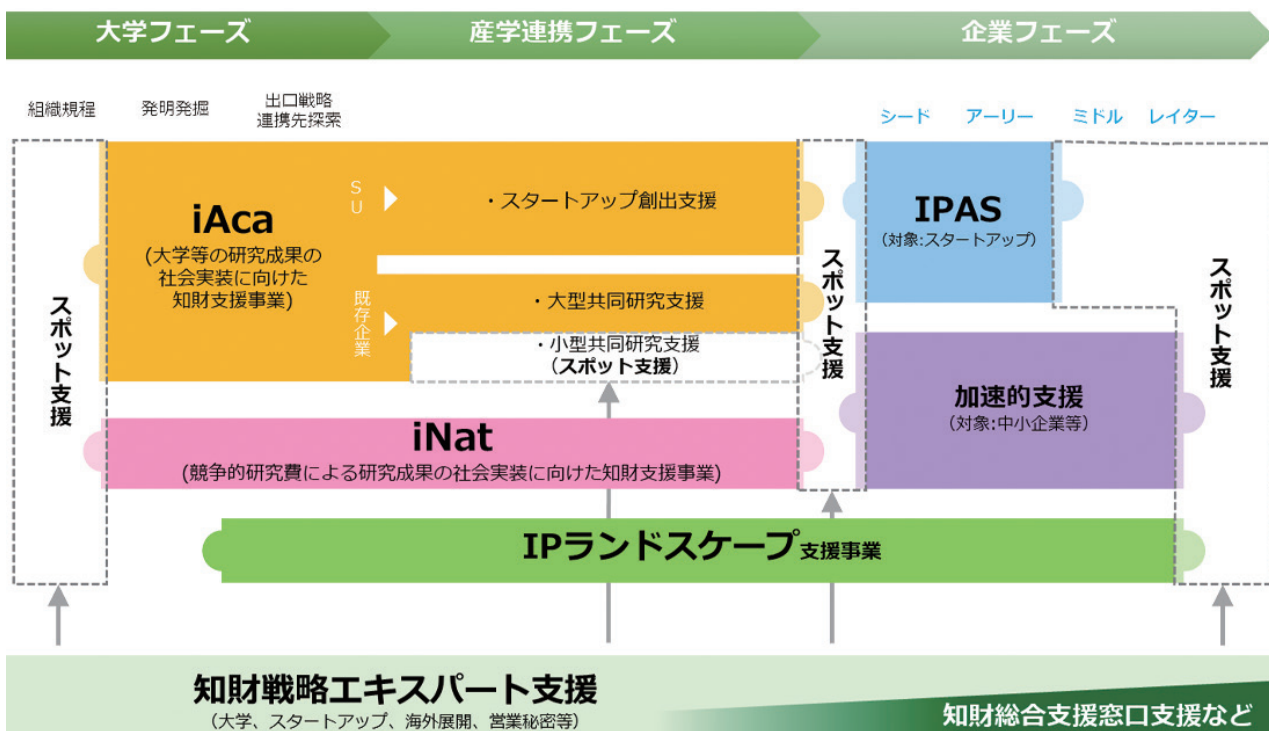 大学フェーズ
産学連携フェーズ
企業フェーズ
組織規程
発明発掘
出口戦略
連携先探索
シード
アーリー
ミドル
レイター
スポット支援
iAca
(大学等の研究成果の
社会実装に向けた
知財支援事業)
SU
・スタートアップ創出支援
既存企業
・大型共同研究支援
・小型共同研究支援
(スポット支援)
スポット支援
IPAS
(対象:スタートアップ)
加速的支援
(対象:中小企業等)
スポット支援
iNat
(競争的研究費による研究成果の社会実装に向けた知財支援事業)
IPランドスケープ支援事業
知財戦略エキスパート支援
(大学、スタートアップ、海外展開、営業秘密等)
知財総合支援窓口支援など